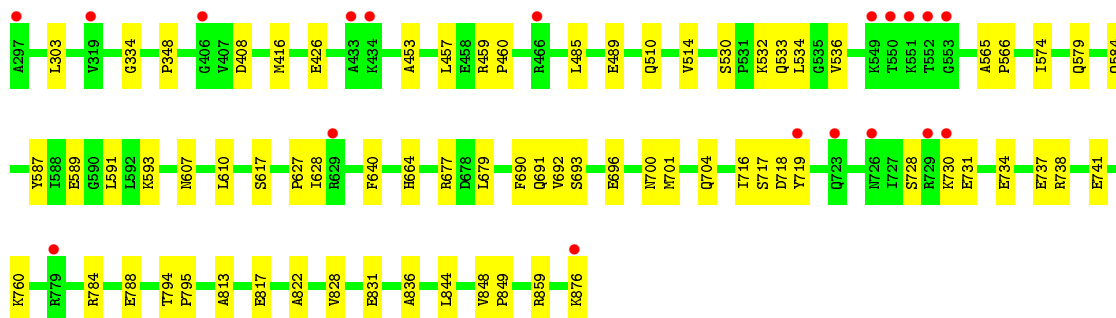 A297 L303 V319 G334 P348 G406 V407 D408 M416 E426 A433 K434 A453 L457 E458 R459 P460 R466 L485 E489 Q510 V514 S530 P531 K532 Q533 L534 G535 V536 K549 T550 K551 T552 G553 A565 P566 I574 Q579 Q584
Y587 I588 E589 G590 L591 L592 K593 N607 L610 S617 P627 I628 R629 F640 H664 R677 D678 L679 F690 Q691 V692 S693 E696 N700 M701 Q704 I716 S717 D718 Y719 Q723 N726 I727 S728 R729 K730 E731 E734 E737 R738 E741
K760 R779 R784 E788 T794 P795 A813 E817 A822 V828 E831 A836 L844 V848 P849 R859 K876